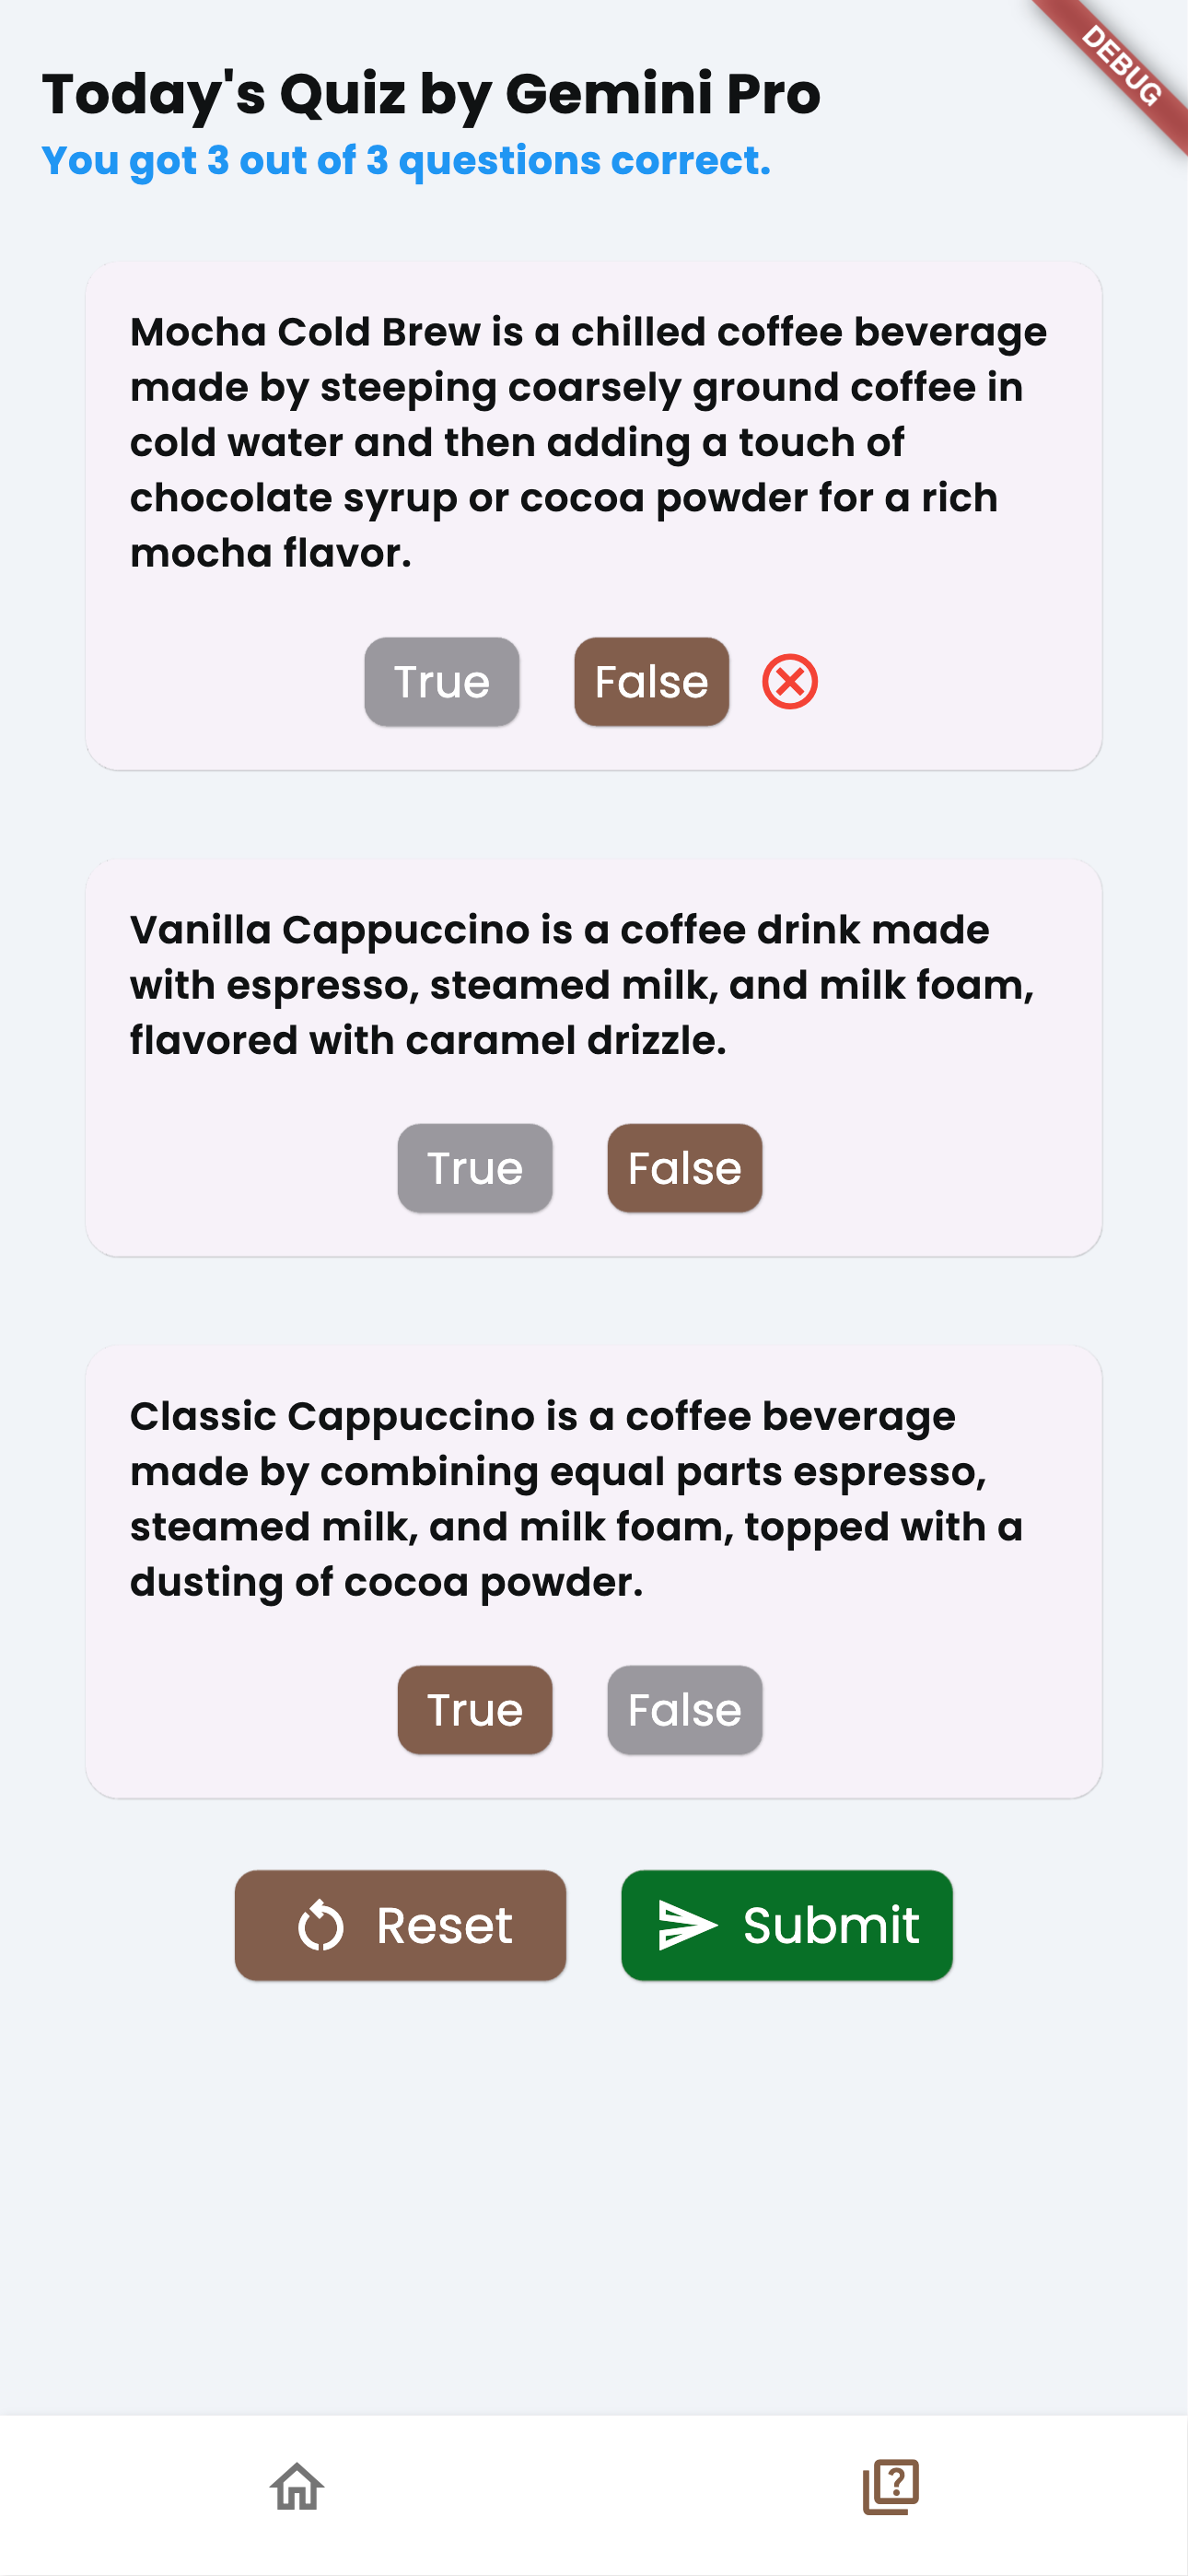 DEBUG
Today's Quiz by Gemini Pro
You got 3 out of 3 questions correct.
Mocha Cold Brew is a chilled coffee beverage
made by steeping coarsely ground coffee in
cold water and then adding a touch of
chocolate syrup or cocoa powder for a rich
mocha flavor.
True False
Vanilla Cappuccino is a coffee drink made
with espresso, steamed milk, and milk foam,
flavored with caramel drizzle.
True False
Classic Cappuccino is a coffee beverage
made by combining equal parts espresso,
steamed milk, and milk foam, topped with a
dusting of cocoa powder.
True False
Reset Submit
?